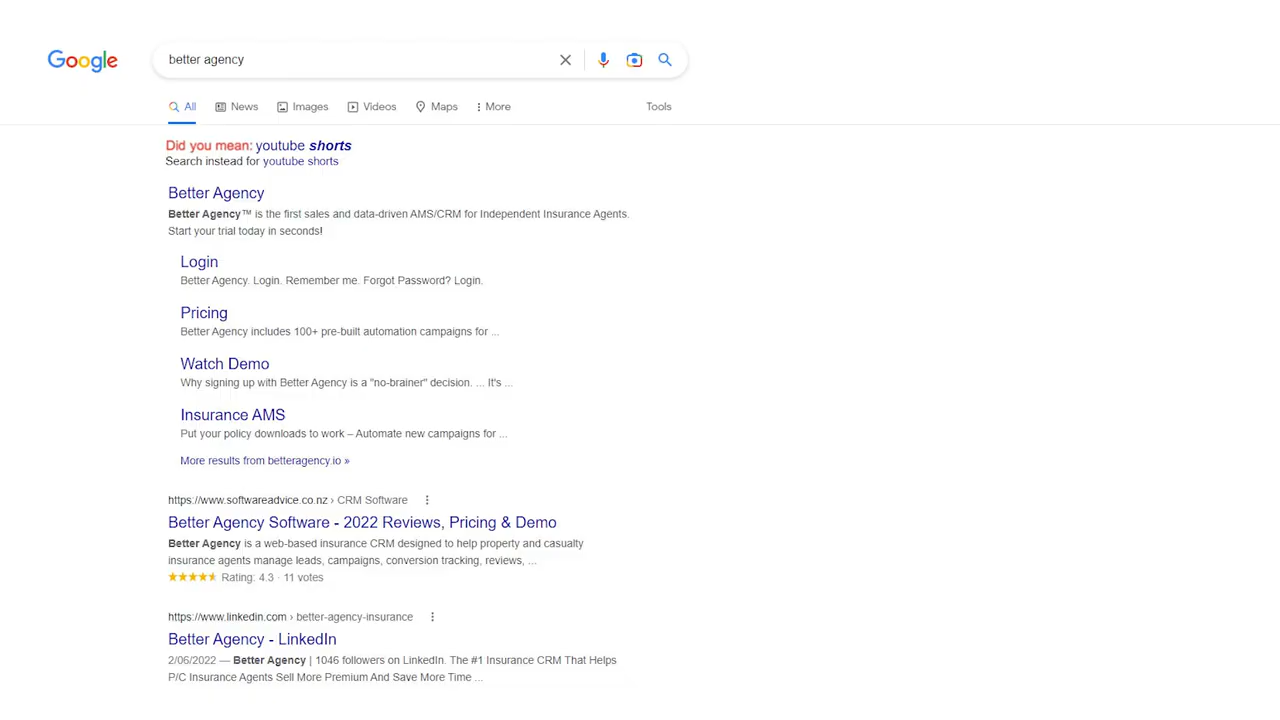 Google
better agency
All News Images Videos Maps More Tools
Did you mean: youtube shorts
Search instead for youtube shorts
Better Agency
Better Agency™ is the first sales and data-driven AMS/CRM for Independent Insurance Agents.
Start your trial today in seconds!
Login
Better Agency. Login. Remember me. Forgot Password? Login.
Pricing
Better Agency includes 100+ pre-built automation campaigns for ...
Watch Demo
Why signing up with Better Agency is a "no-brainer" decision. ... It's ...
Insurance AMS
Put your policy downloads to work – Automate new campaigns for ...
More results from betteragency.io »
https://www.softwareadvice.co.nz › CRM Software
Better Agency Software - 2022 Reviews, Pricing & Demo
Better Agency is a web-based insurance CRM designed to help property and casualty
insurance agents manage leads, campaigns, conversion tracking, reviews, ...
Rating: 4.3 · 11 votes
https://www.linkedin.com › better-agency-insurance
Better Agency - LinkedIn
2/06/2022 — Better Agency | 1046 followers on LinkedIn. The #1 Insurance CRM That Helps
P/C Insurance Agents Sell More Premium And Save More Time ...